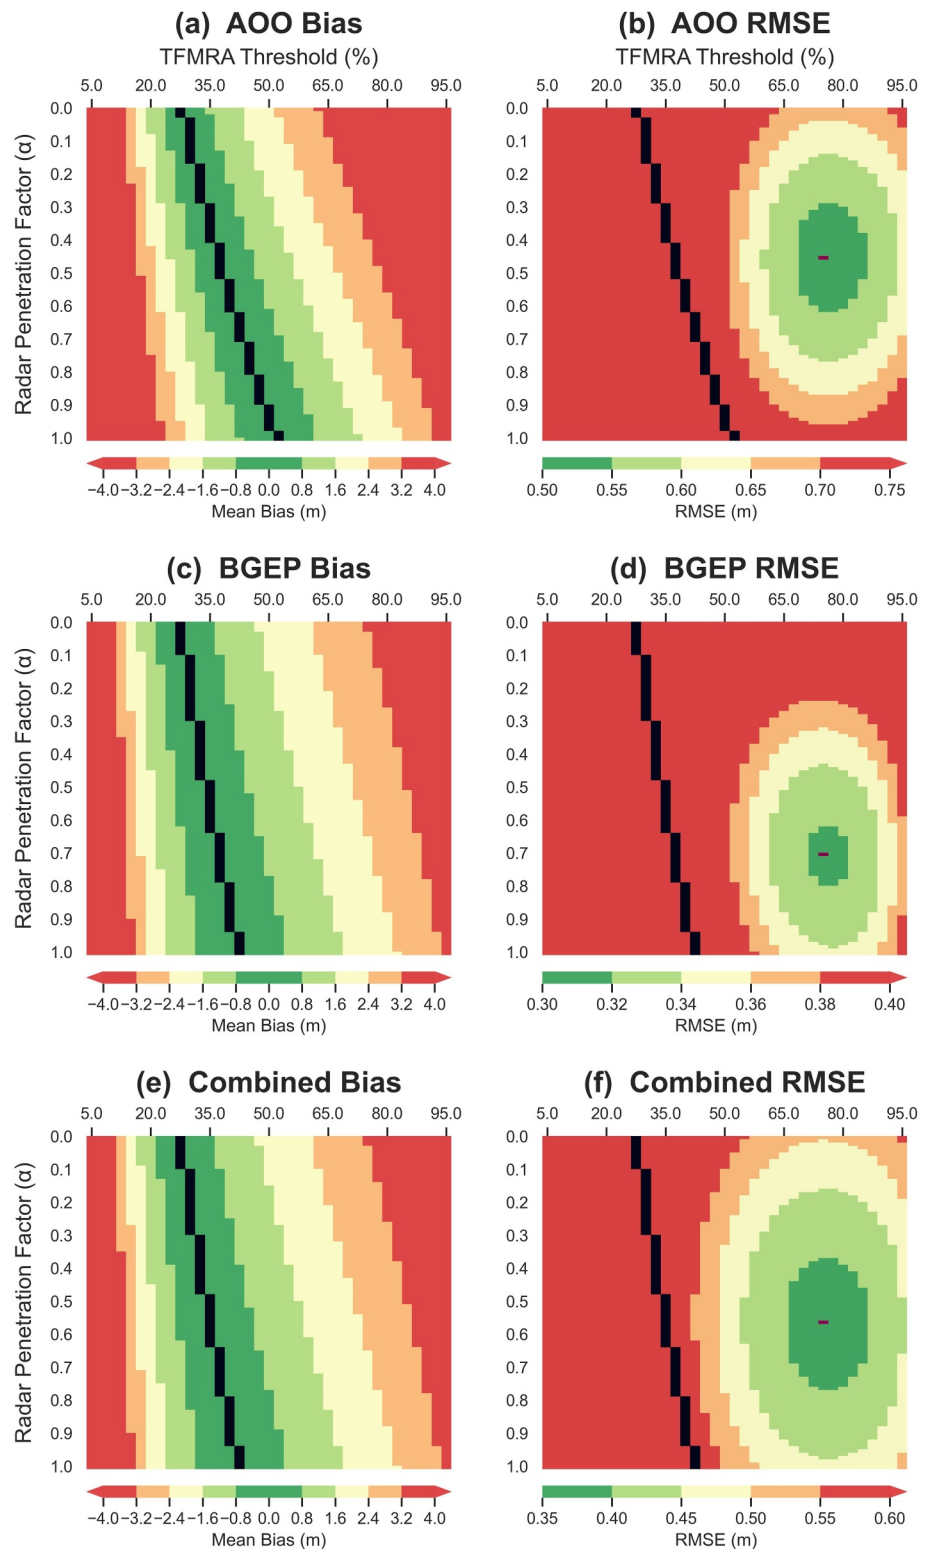 (a) AOO Bias
TFMRA Threshold (%)
5.0 20.0 35.0 50.0 65.0 80.0 95.0
Radar Penetration Factor (α)
0.0
0.1
0.2
0.3
0.4
0.5
0.6
0.7
0.8
0.9
1.0
−4.0 −3.2 −2.4 −1.6 −0.8 0.0 0.8 1.6 2.4 3.2 4.0
Mean Bias (m)
(b) AOO RMSE
TFMRA Threshold (%)
5.0 20.0 35.0 50.0 65.0 80.0 95.0
0.0
0.1
0.2
0.3
0.4
0.5
0.6
0.7
0.8
0.9
1.0
0.50 0.55 0.60 0.65 0.70 0.75
RMSE (m)
(c) BGEP Bias
5.0 20.0 35.0 50.0 65.0 80.0 95.0
Radar Penetration Factor (α)
0.0
0.1
0.2
0.3
0.4
0.5
0.6
0.7
0.8
0.9
1.0
−4.0 −3.2 −2.4 −1.6 −0.8 0.0 0.8 1.6 2.4 3.2 4.0
Mean Bias (m)
(d) BGEP RMSE
5.0 20.0 35.0 50.0 65.0 80.0 95.0
0.0
0.1
0.2
0.3
0.4
0.5
0.6
0.7
0.8
0.9
1.0
0.30 0.32 0.34 0.36 0.38 0.40
RMSE (m)
(e) Combined Bias
5.0 20.0 35.0 50.0 65.0 80.0 95.0
Radar Penetration Factor (α)
0.0
0.1
0.2
0.3
0.4
0.5
0.6
0.7
0.8
0.9
1.0
−4.0 −3.2 −2.4 −1.6 −0.8 0.0 0.8 1.6 2.4 3.2 4.0
Mean Bias (m)
(f) Combined RMSE
5.0 20.0 35.0 50.0 65.0 80.0 95.0
0.0
0.1
0.2
0.3
0.4
0.5
0.6
0.7
0.8
0.9
1.0
0.35 0.40 0.45 0.50 0.55 0.60
RMSE (m)